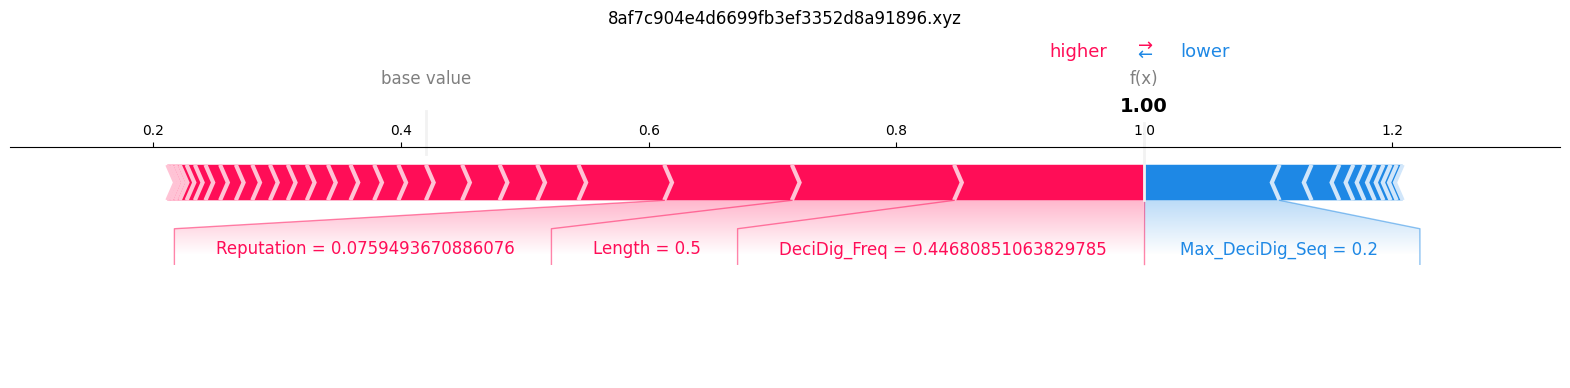 8af7c904e4d6699fb3ef3352d8a91896.xyz
higher ⇄ lower
base value f(x)
1.00
0.2 0.4 0.6 0.8 1.0 1.2
Reputation = 0.0759493670886076 Length = 0.5 DeciDig_Freq = 0.44680851063829785 Max_DeciDig_Seq = 0.2